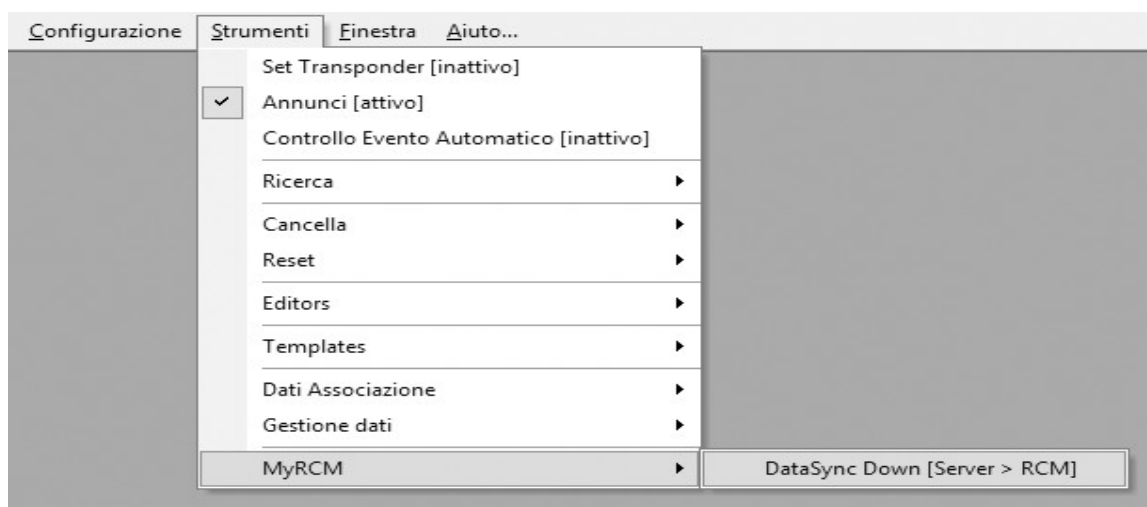 Configurazione Strumenti Finestra Aiuto...
Set Transponder [inattivo]
Annunci [attivo]
Controllo Evento Automatico [inattivo]
Ricerca
Cancella
Reset
Editors
Templates
Dati Associazione
Gestione dati
MyRCM DataSync Down [Server > RCM]